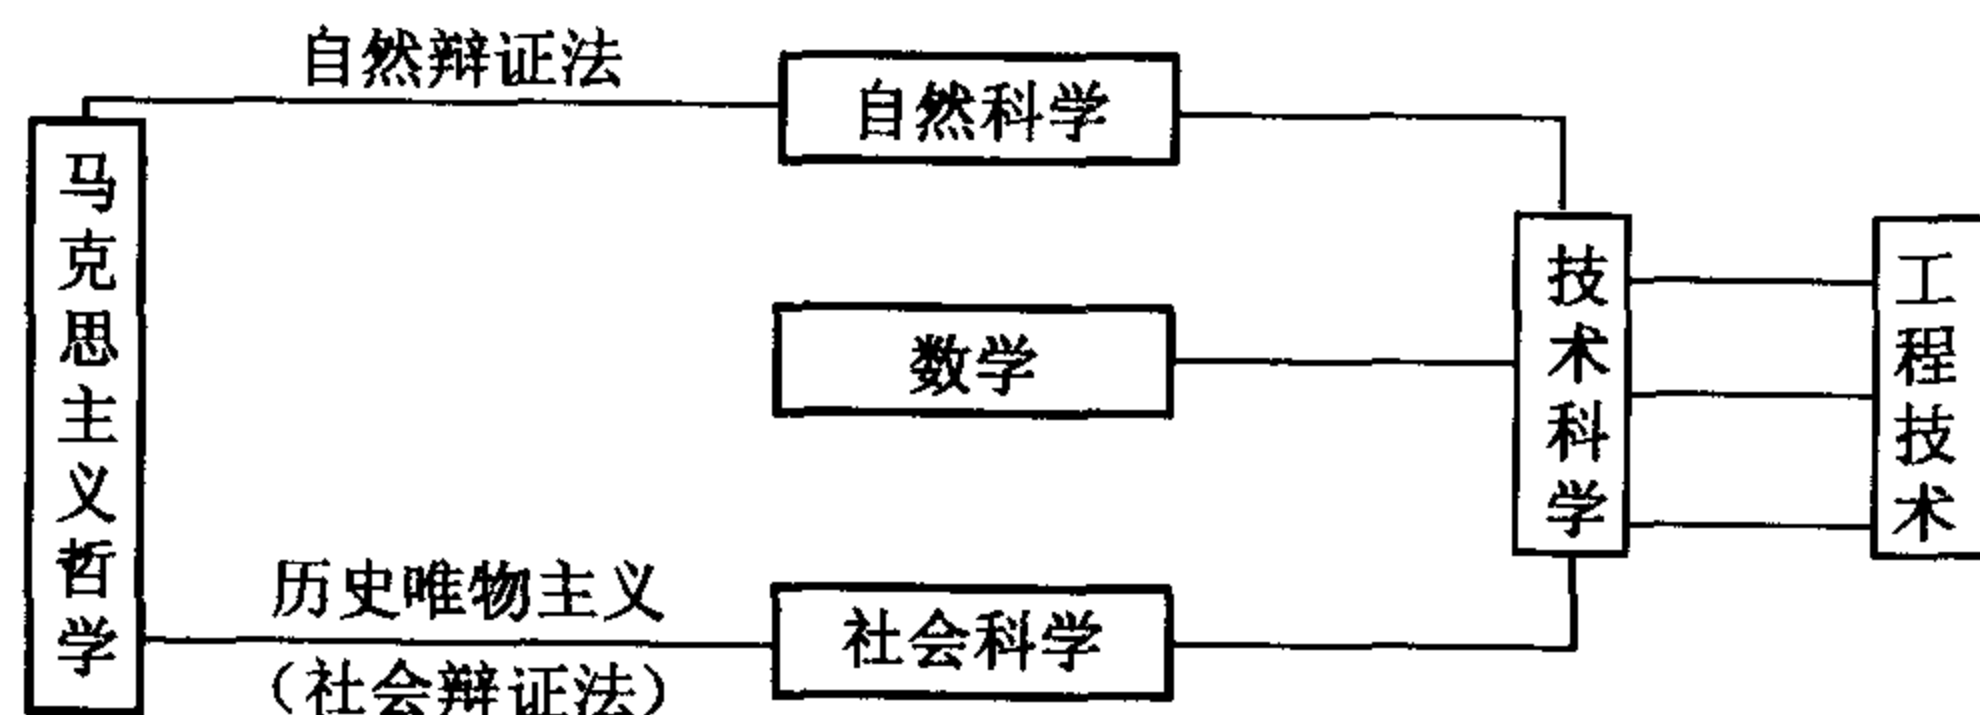 自然辩证法
自然科学
马克思主义哲学
数学
技术科学
工程技术
历史唯物主义
（社会辩证法）
社会科学